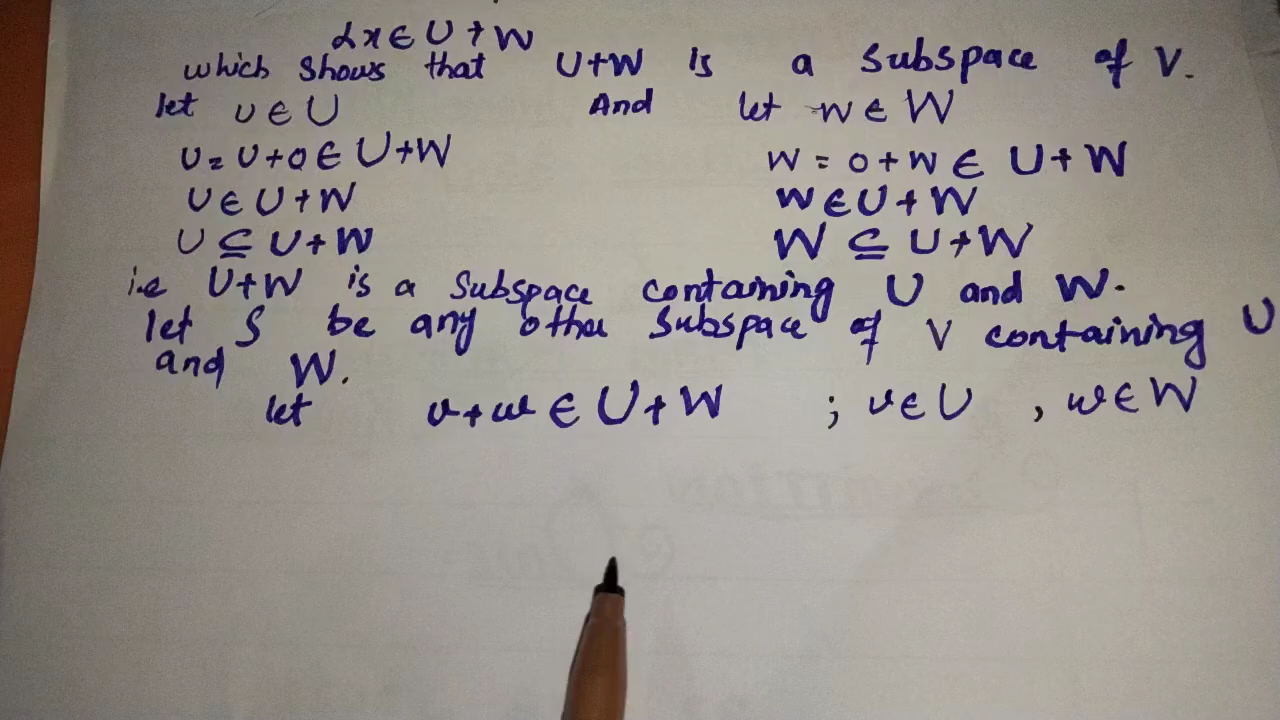 αx ∈ U + W
which shows that U+W is a subspace of V.
let u ∈ U And let w ∈ W
u = u + 0 ∈ U + W w = 0 + w ∈ U + W
u ∈ U + W w ∈ U + W
U ⊆ U + W W ⊆ U + W
i.e U+W is a subspace containing U and W.
let S be any other subspace of V containing U
and W.
let u + w ∈ U + W ; u ∈ U , w ∈ W